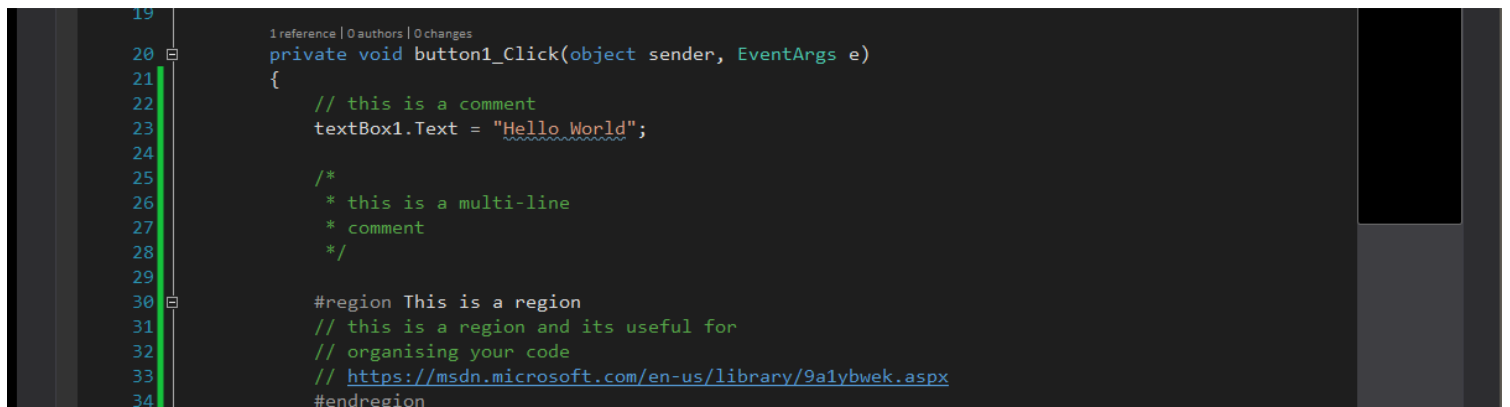 19
1 reference | 0 authors | 0 changes
20 private void button1_Click(object sender, EventArgs e)
21 {
22 // this is a comment
23 textBox1.Text = "Hello World";
24
25 /*
26 * this is a multi-line
27 * comment
28 */
29
30 #region This is a region
31 // this is a region and its useful for
32 // organising your code
33 // https://msdn.microsoft.com/en-us/library/9a1ybwek.aspx
34 #endregion